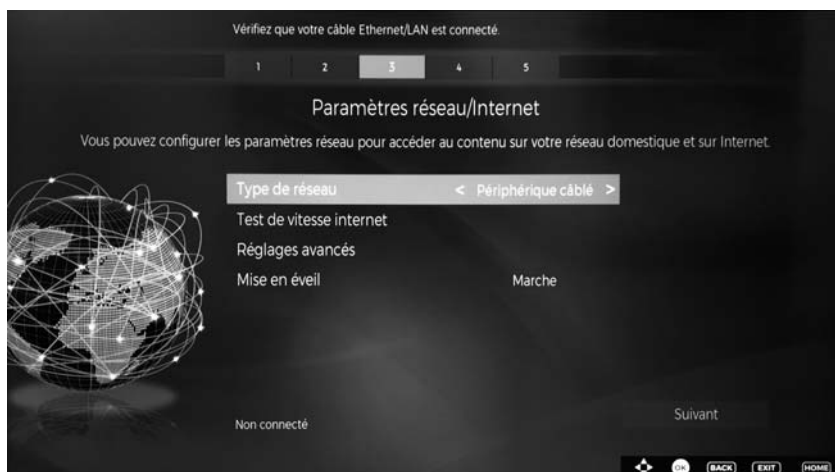 Vérifiez que votre câble Ethernet/LAN est connecté.
1 2 3 4 5
Paramètres réseau/Internet
Vous pouvez configurer les paramètres réseau pour accéder au contenu sur votre réseau domestique et sur Internet.
Type de réseau < Périphérique câblé >
Test de vitesse internet
Réglages avancés
Mise en éveil Marche
Suivant
Non connecté
OK BACK EXIT HOME